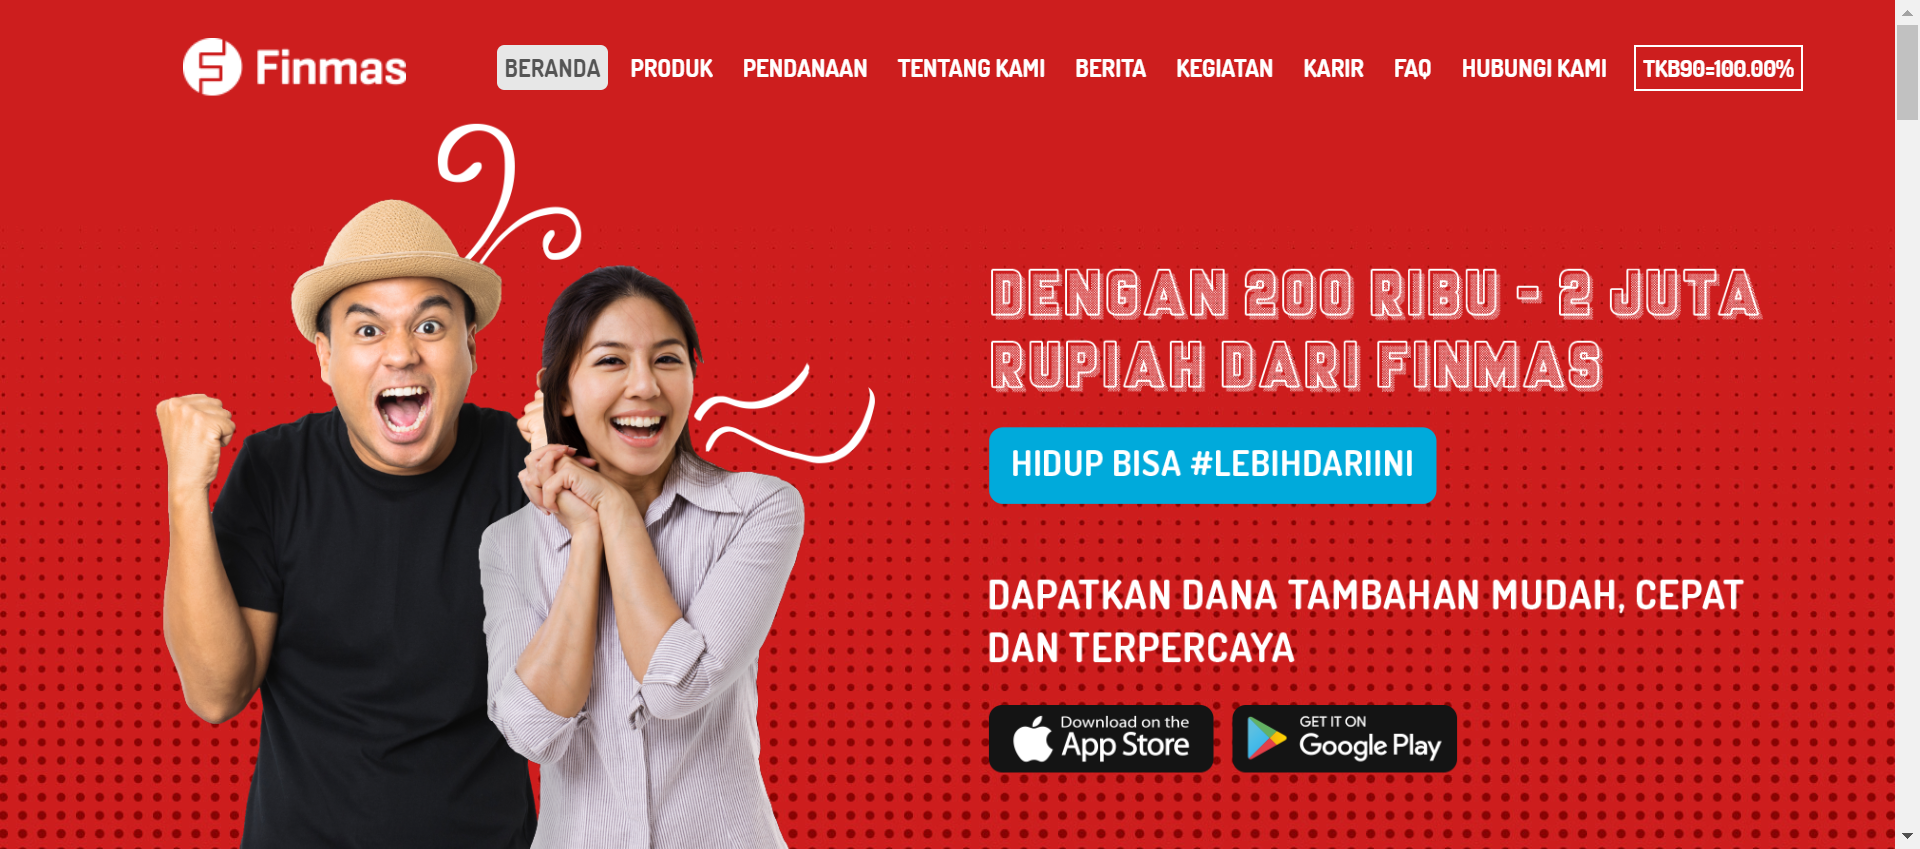 Finmas
BERANDA PRODUK PENDANAAN TENTANG KAMI BERITA KEGIATAN KARIR FAQ HUBUNGI KAMI TKB90=100.00%
DENGAN 200 RIBU - 2 JUTA
RUPIAH DARI FINMAS
HIDUP BISA #LEBIHDARIINI
DAPATKAN DANA TAMBAHAN MUDAH, CEPAT
DAN TERPERCAYA
Download on the
App Store
GET IT ON
Google Play